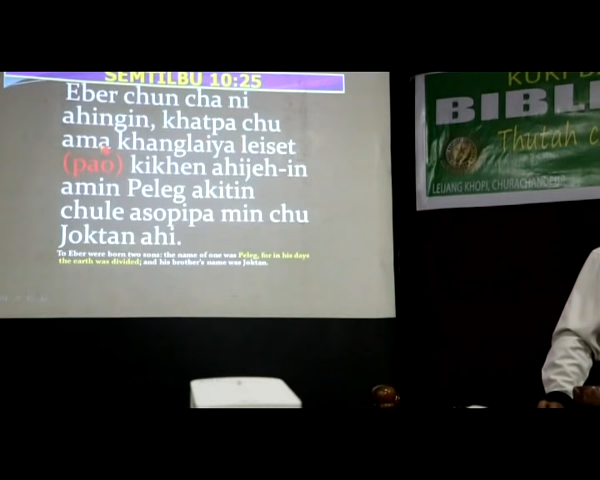 SEMTILBU 10:25
Eber chun cha ni
ahingin, khatpa chu
ama khanglaiya leiset
(pao) kikhen ahijeh-in
amin Peleg akitin
chule asopipa min chu
Joktan ahi.
To Eber were born two sons: the name of one was Peleg, for in his days
the earth was divided; and his brother's name was Joktan.
KUKI
BIBL
Thutah
LEIJANG KHOPI, CHURACHANDPUR